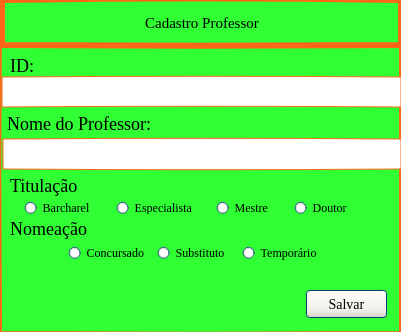 Cadastro Professor
ID:
Nome do Professor:
Titulação
Barcharel Especialista Mestre Doutor
Nomeação
Concursado Substituto Temporário
Salvar